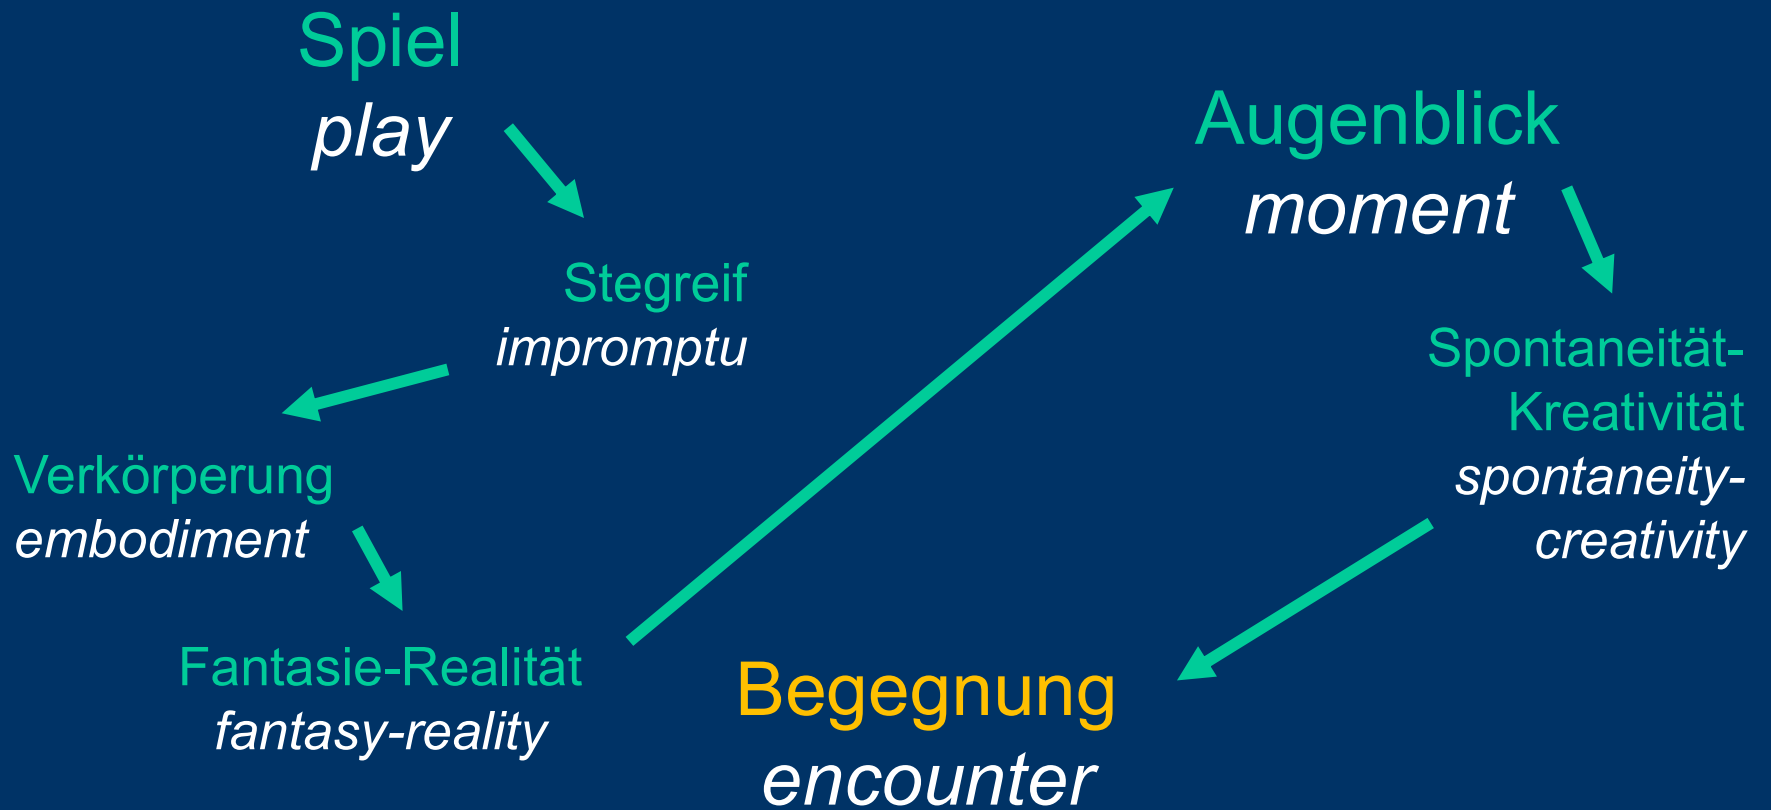 Spiel
play
Stegreif
impromptu
Verkörperung
embodiment
Fantasie-Realität
fantasy-reality
Augenblick
moment
Spontaneität-
Kreativität
spontaneity-
creativity
Begegnung
encounter